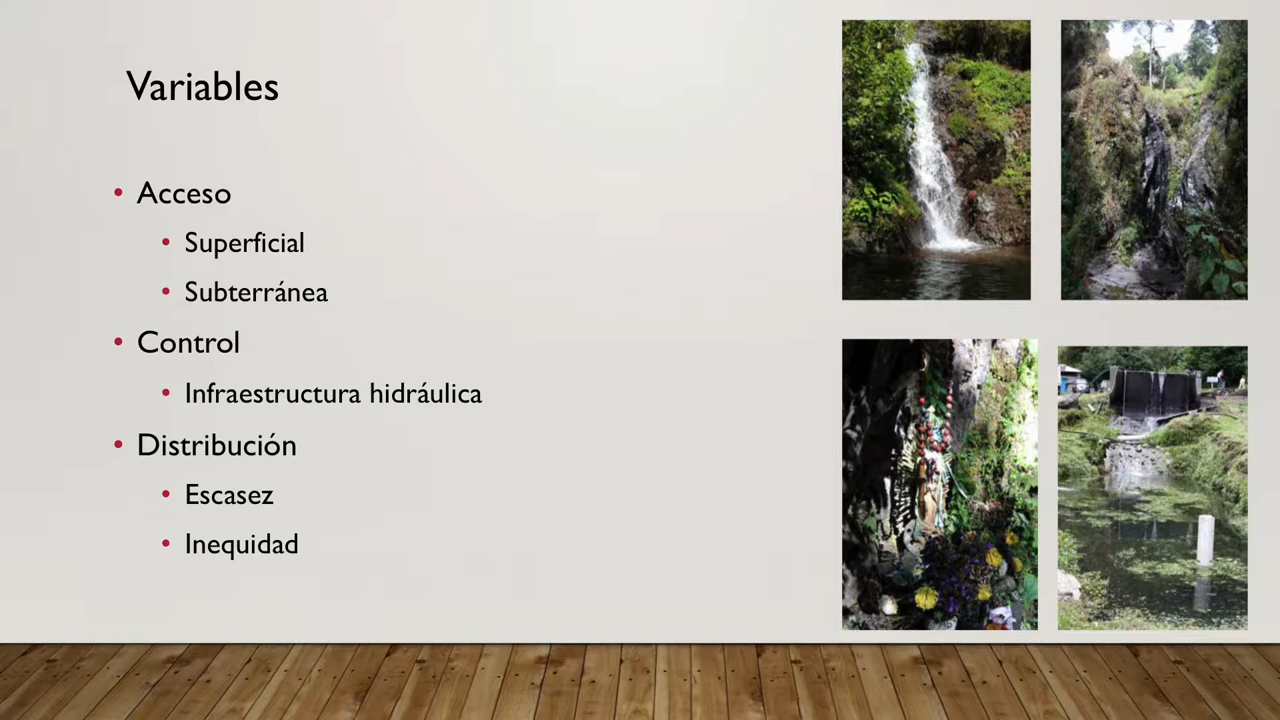 Variables
Acceso
Superficial
Subterránea
Control
Infraestructura hidráulica
Distribución
Escasez
Inequidad